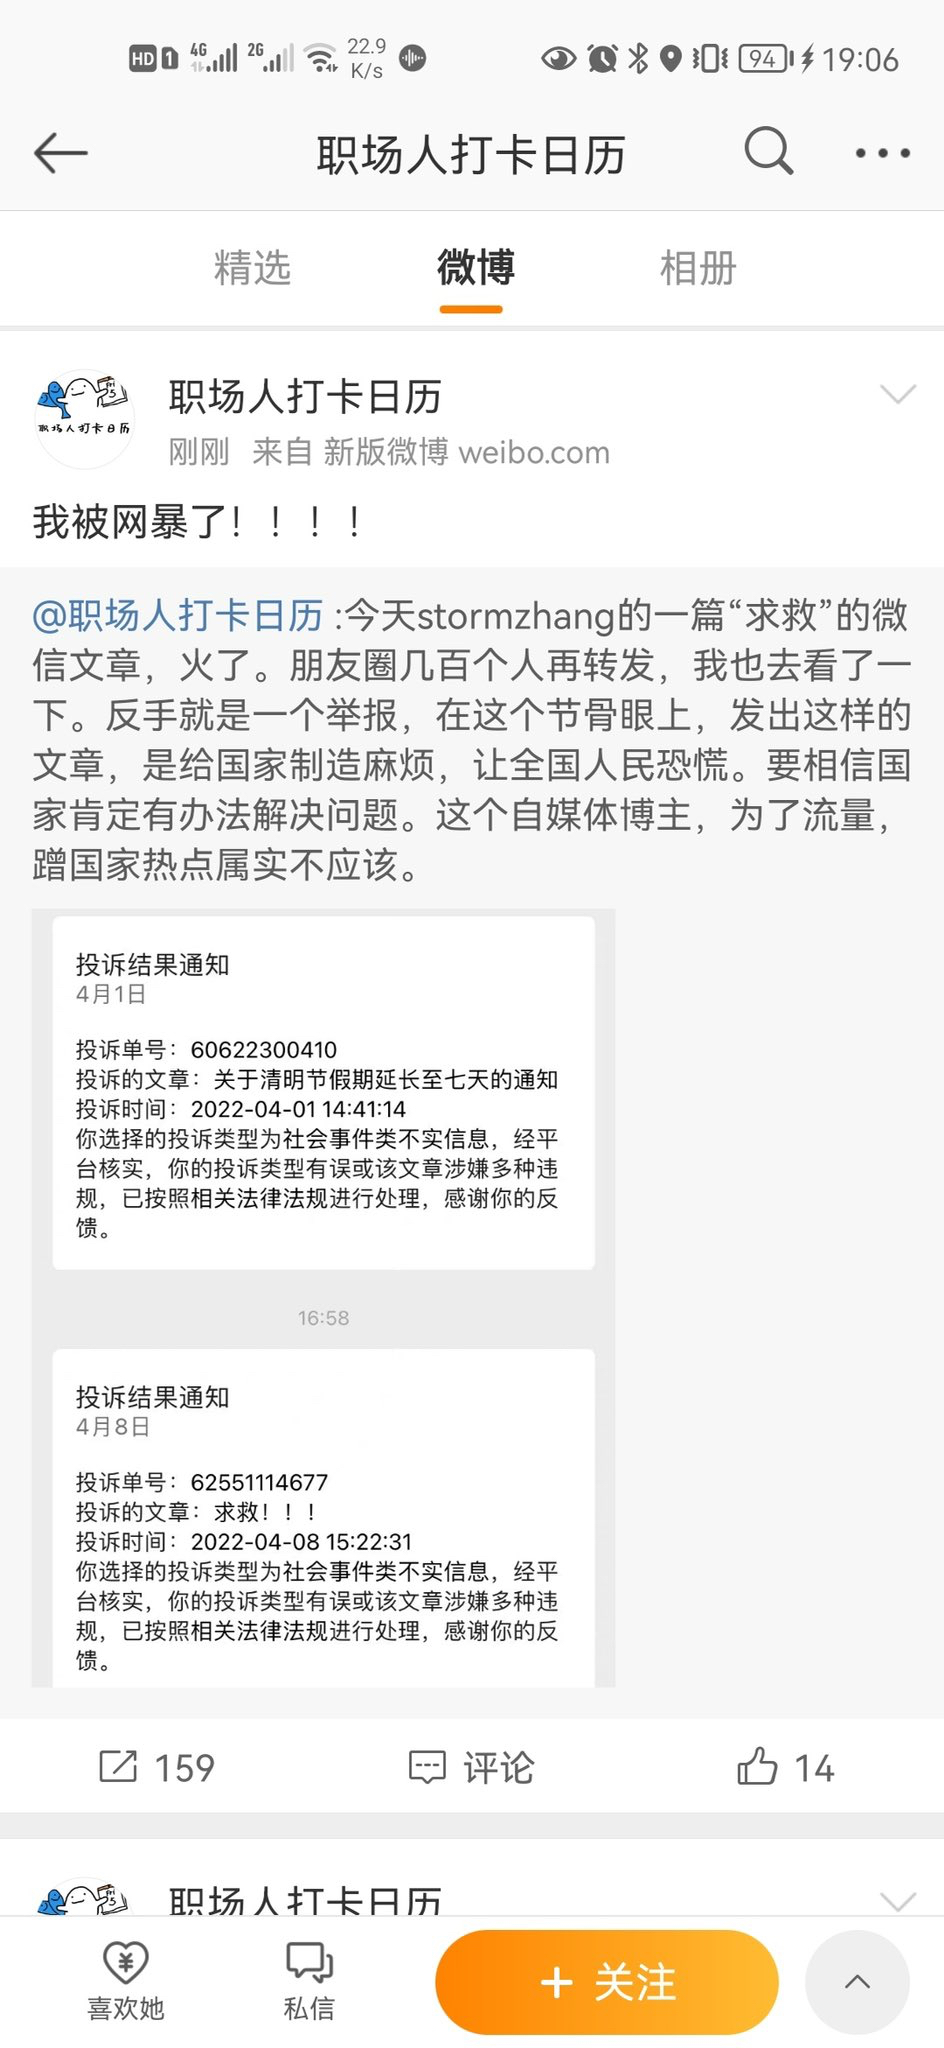 HD 1 4G 2G 22.9 K/s 94 19:06
职场人打卡日历
精选 微博 相册
职场人打卡日历
职场人打卡日历
刚刚 来自 新版微博 weibo.com
我被网暴了！！！！
@职场人打卡日历 :今天stormzhang的一篇“求救”的微
信文章，火了。朋友圈几百个人再转发，我也去看了一
下。反手就是一个举报，在这个节骨眼上，发出这样的
文章，是给国家制造麻烦，让全国人民恐慌。要相信国
家肯定有办法解决问题。这个自媒体博主，为了流量，
蹭国家热点属实不应该。
投诉结果通知
4月1日
投诉单号：60622300410
投诉的文章：关于清明节假期延长至七天的通知
投诉时间：2022-04-01 14:41:14
你选择的投诉类型为社会事件类不实信息，经平
台核实，你的投诉类型有误或该文章涉嫌多种违
规，已按照相关法律法规进行处理，感谢你的反
馈。
16:58
投诉结果通知
4月8日
投诉单号：62551114677
投诉的文章：求救！！！
投诉时间：2022-04-08 15:22:31
你选择的投诉类型为社会事件类不实信息，经平
台核实，你的投诉类型有误或该文章涉嫌多种违
规，已按照相关法律法规进行处理，感谢你的反
馈。
159 评论 14
职场人打卡日历
喜欢她 私信 + 关注